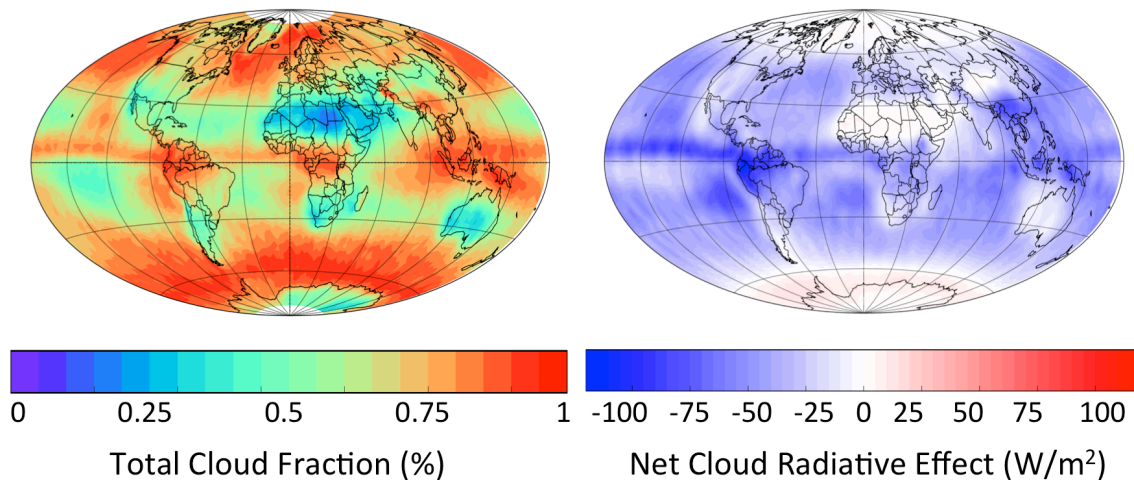 0 0.25 0.5 0.75 1
-100 -75 -50 -25 0 25 50 75 100
Total Cloud Fraction (%)
Net Cloud Radiative Effect (W/m²)